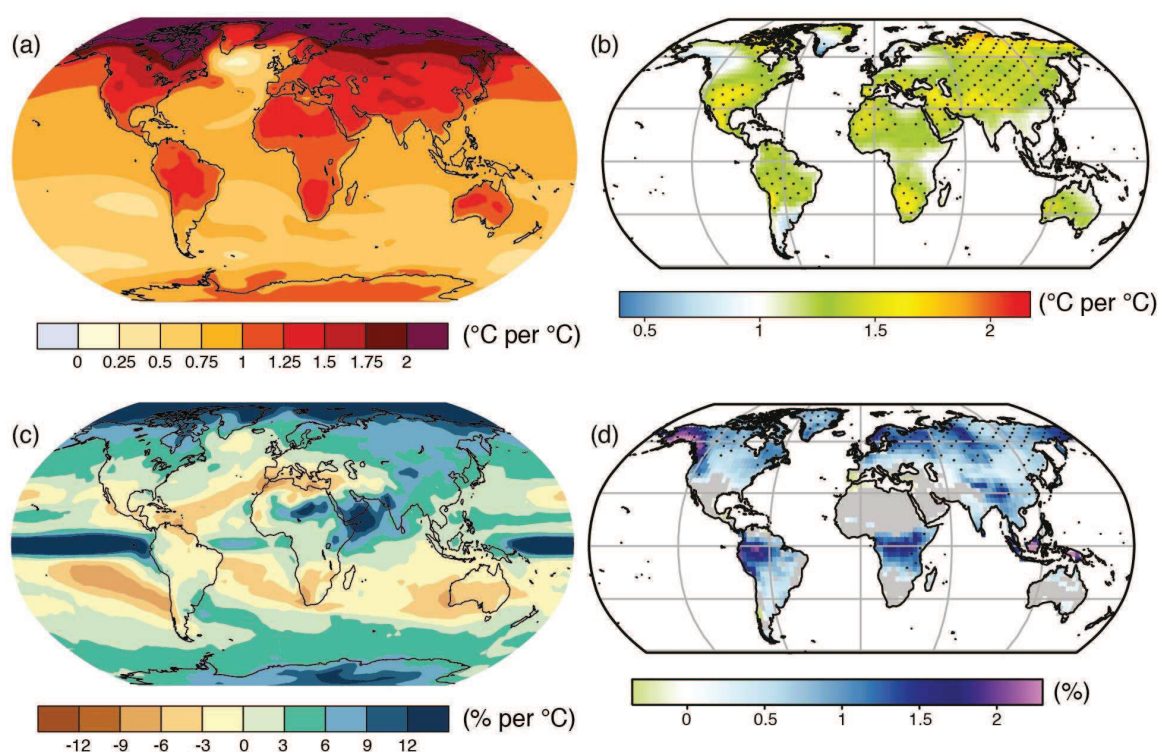 (a)
(b)
(°C per °C)
0 0.25 0.5 0.75 1 1.25 1.5 1.75 2
(°C per °C)
0.5 1 1.5 2
(c)
(d)
(% per °C)
-12 -9 -6 -3 0 3 6 9 12
(%)
0 0.5 1 1.5 2